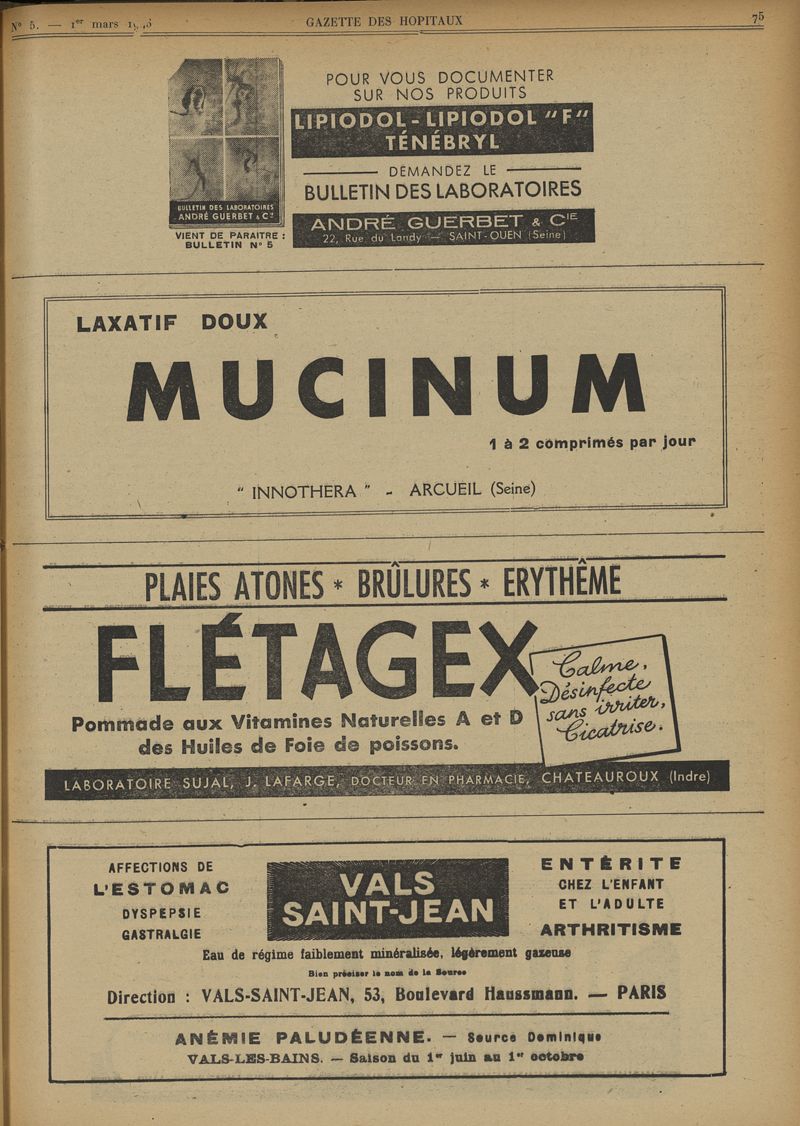 N° 5. — 1er mars
GAZETTE DES HOPITAUX
75
BULLETIN DES LABORATOIRES
ANDRÉ GUERBET & Cie
VIENT DE PARAITRE :
BULLETIN N° 5
POUR VOUS DOCUMENTER
SUR NOS PRODUITS
LIPIODOL - LIPIODOL "F"
TÉNÉBRYL
DEMANDEZ LE
BULLETIN DES LABORATOIRES
ANDRÉ GUERBET & CIE
22, Rue du Landy — SAINT-OUEN (Seine)
LAXATIF DOUX
MUCINUM
1 à 2 comprimés par jour
" INNOTHERA " - ARCUEIL (Seine)
PLAIES ATONES * BRÛLURES * ERYTHÊME
FLÉTAGEX
Pommade aux Vitamines Naturelles A et D
des Huiles de Foie de poissons.
Calme,
Désinfecte
sans irriter,
Cicatrise.
LABORATOIRE SUJAL, J. LAFARGE, DOCTEUR EN PHARMACIE, CHATEAUROUX (Indre)
AFFECTIONS DE
L'ESTOMAC
DYSPEPSIE
GASTRALGIE
VALS
SAINT-JEAN
ENTÉRITE
CHEZ L'ENFANT
ET L'ADULTE
ARTHRITISME
Eau de régime faiblement minéralisée, légèrement gazeuse
Bien préciser le nom de la Source
Direction : VALS-SAINT-JEAN, 53, Boulevard Haussmann. — PARIS
ANÉMIE PALUDÉENNE. — Source Dominique
VALS-LES-BAINS. — Saison du 1er juin au 1er octobre